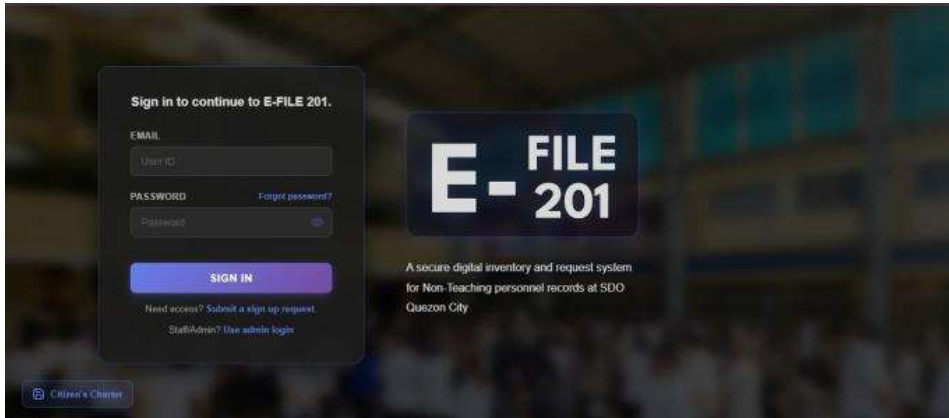 Sign in to continue to E-FILE 201.
EMAIL
User ID
PASSWORD Forgot password?
Password
SIGN IN
Need access? Submit a sign up request
Staff/Admin? Use admin login
E-FILE
201
A secure digital inventory and request system
for Non-Teaching personnel records at SDO
Quezon City
Citizen's Charter